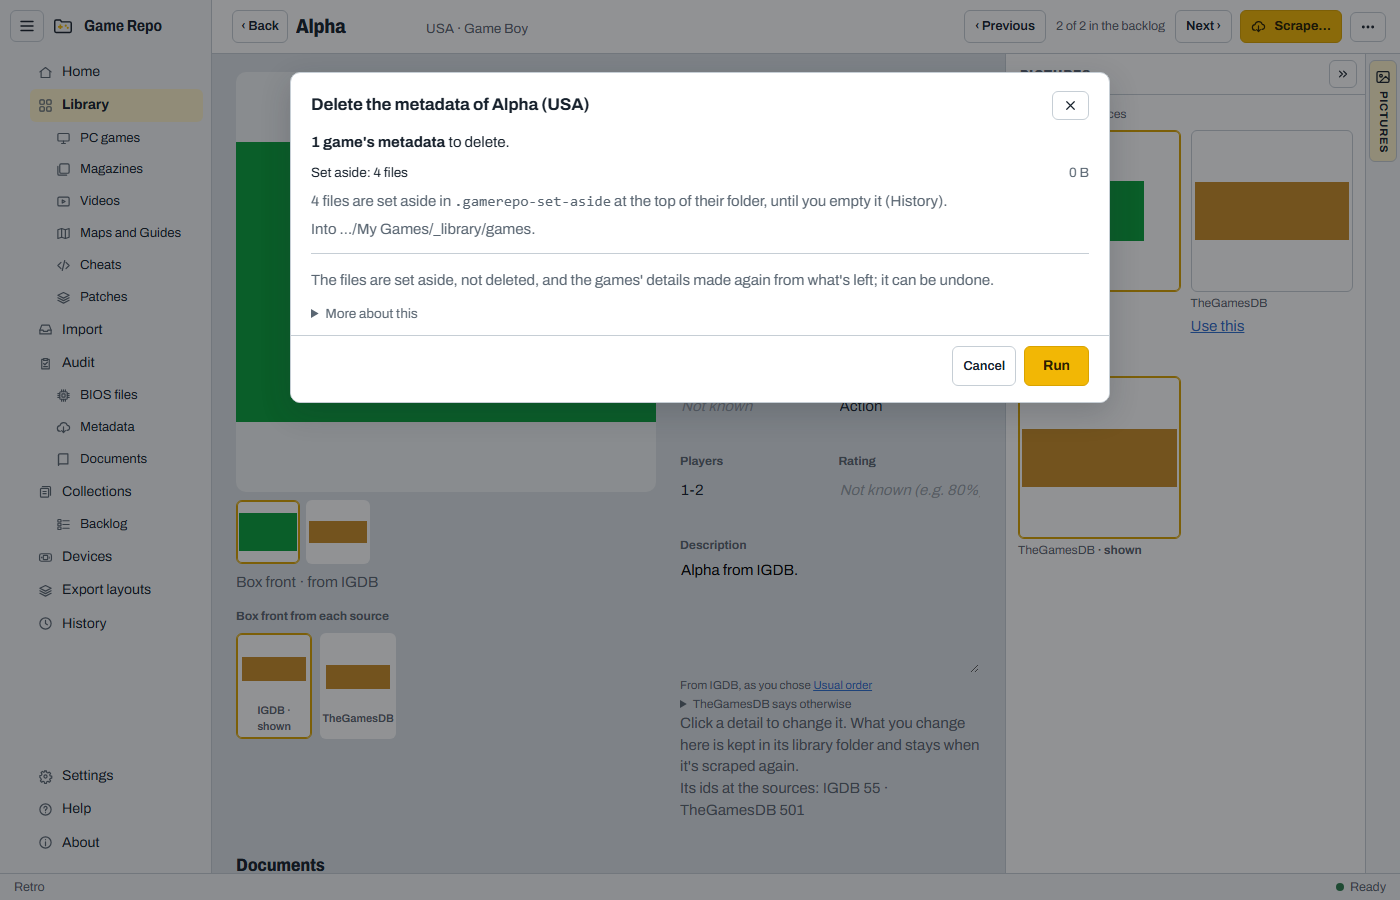 Game Repo
Home
Library
PC games
Magazines
Videos
Maps and Guides
Cheats
Patches
Import
Audit
BIOS files
Metadata
Documents
Collections
Backlog
Devices
Export layouts
History
Settings
Help
About
‹ Back
Alpha
USA · Game Boy
‹ Previous
2 of 2 in the backlog
Next ›
Scrape...
Delete the metadata of Alpha (USA)
1 game's metadata to delete.
Set aside: 4 files
0 B
4 files are set aside in .gamerepo-set-aside at the top of their folder, until you empty it (History).
Into .../My Games/_library/games.
The files are set aside, not deleted, and the games' details made again from what's left; it can be undone.
More about this
Cancel
Run
Box front · from IGDB
Box front from each source
IGDB ·
shown
TheGamesDB
Not known
Action
Players
Rating
1-2
Not known (e.g. 80%
Description
Alpha from IGDB.
From IGDB, as you chose Usual order
TheGamesDB says otherwise
Click a detail to change it. What you change
here is kept in its library folder and stays when
it's scraped again.
Its ids at the sources: IGDB 55 ·
TheGamesDB 501
Documents
TheGamesDB
Use this
TheGamesDB · shown
PICTURES
Retro
Ready